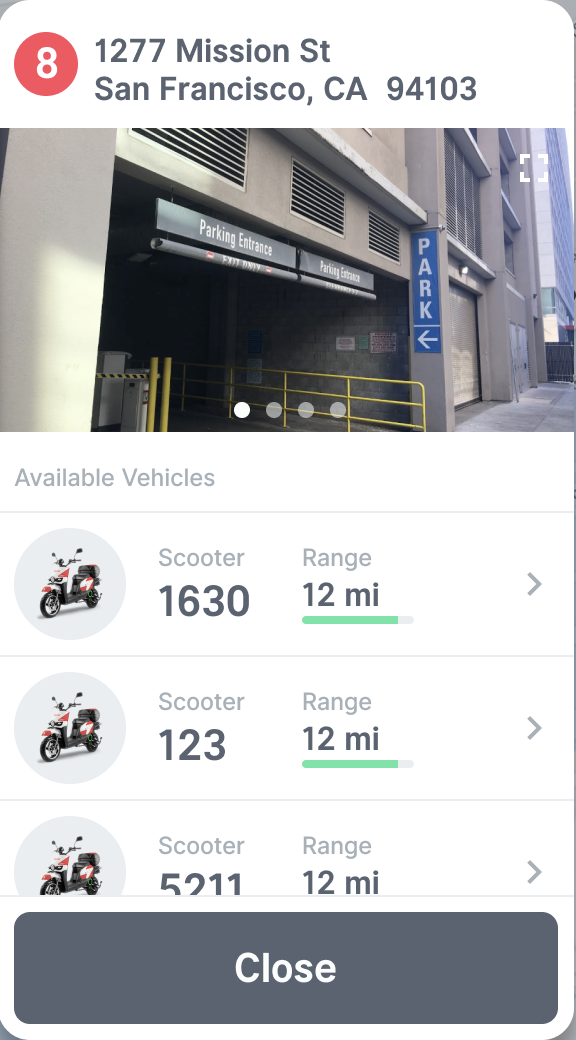 8
1277 Mission St
San Francisco, CA 94103
Parking Entrance
EXIT ONLY
Parking Entrance
PARK
Available Vehicles
Scooter
1630
Range
12 mi
Scooter
123
Range
12 mi
Scooter
5211
Range
12 mi
Close